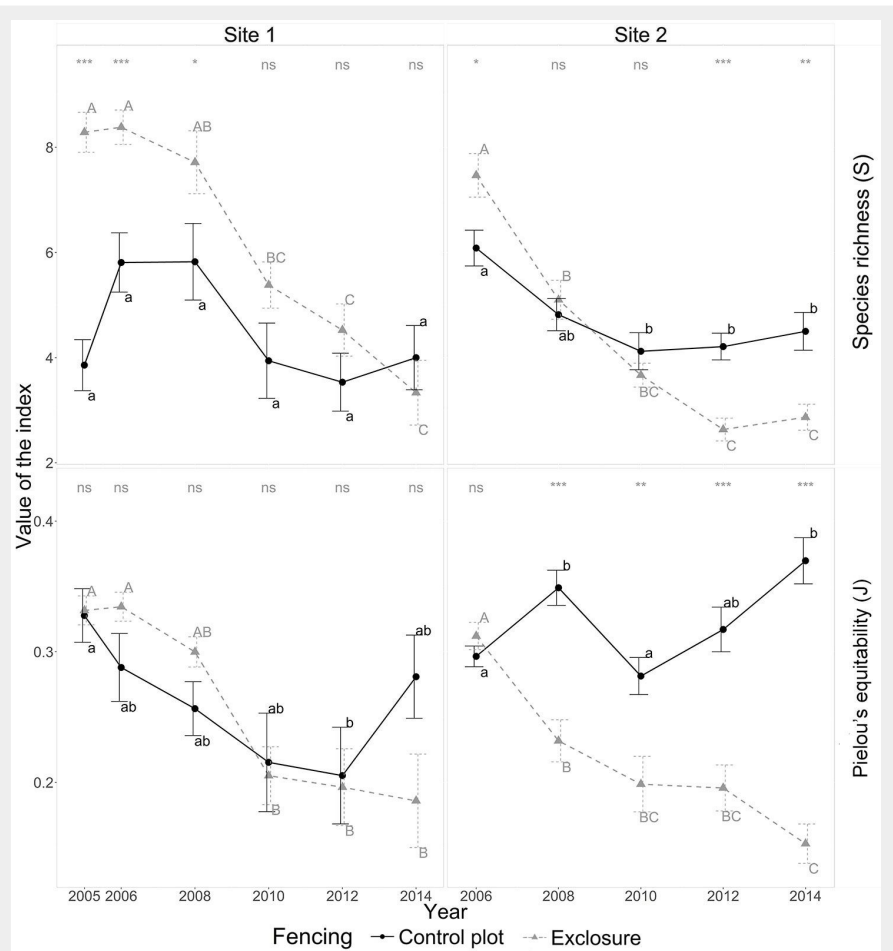 Site 1 Site 2
*** *** * ns ns ns * ns ns *** **
A A AB BC C C
a a a a a a
A B BC C C
a ab b b b
8
6
4
2
Species richness (S)
Value of the index
ns ns ns ns ns ns ns *** ** *** ***
A A AB B B B
a ab ab ab b ab
A B BC BC C
a b a ab b
0.4
0.3
0.2
Pielou's equitability (J)
2005 2006 2008 2010 2012 2014 2006 2008 2010 2012 2014
Year
Fencing Control plot Exclosure